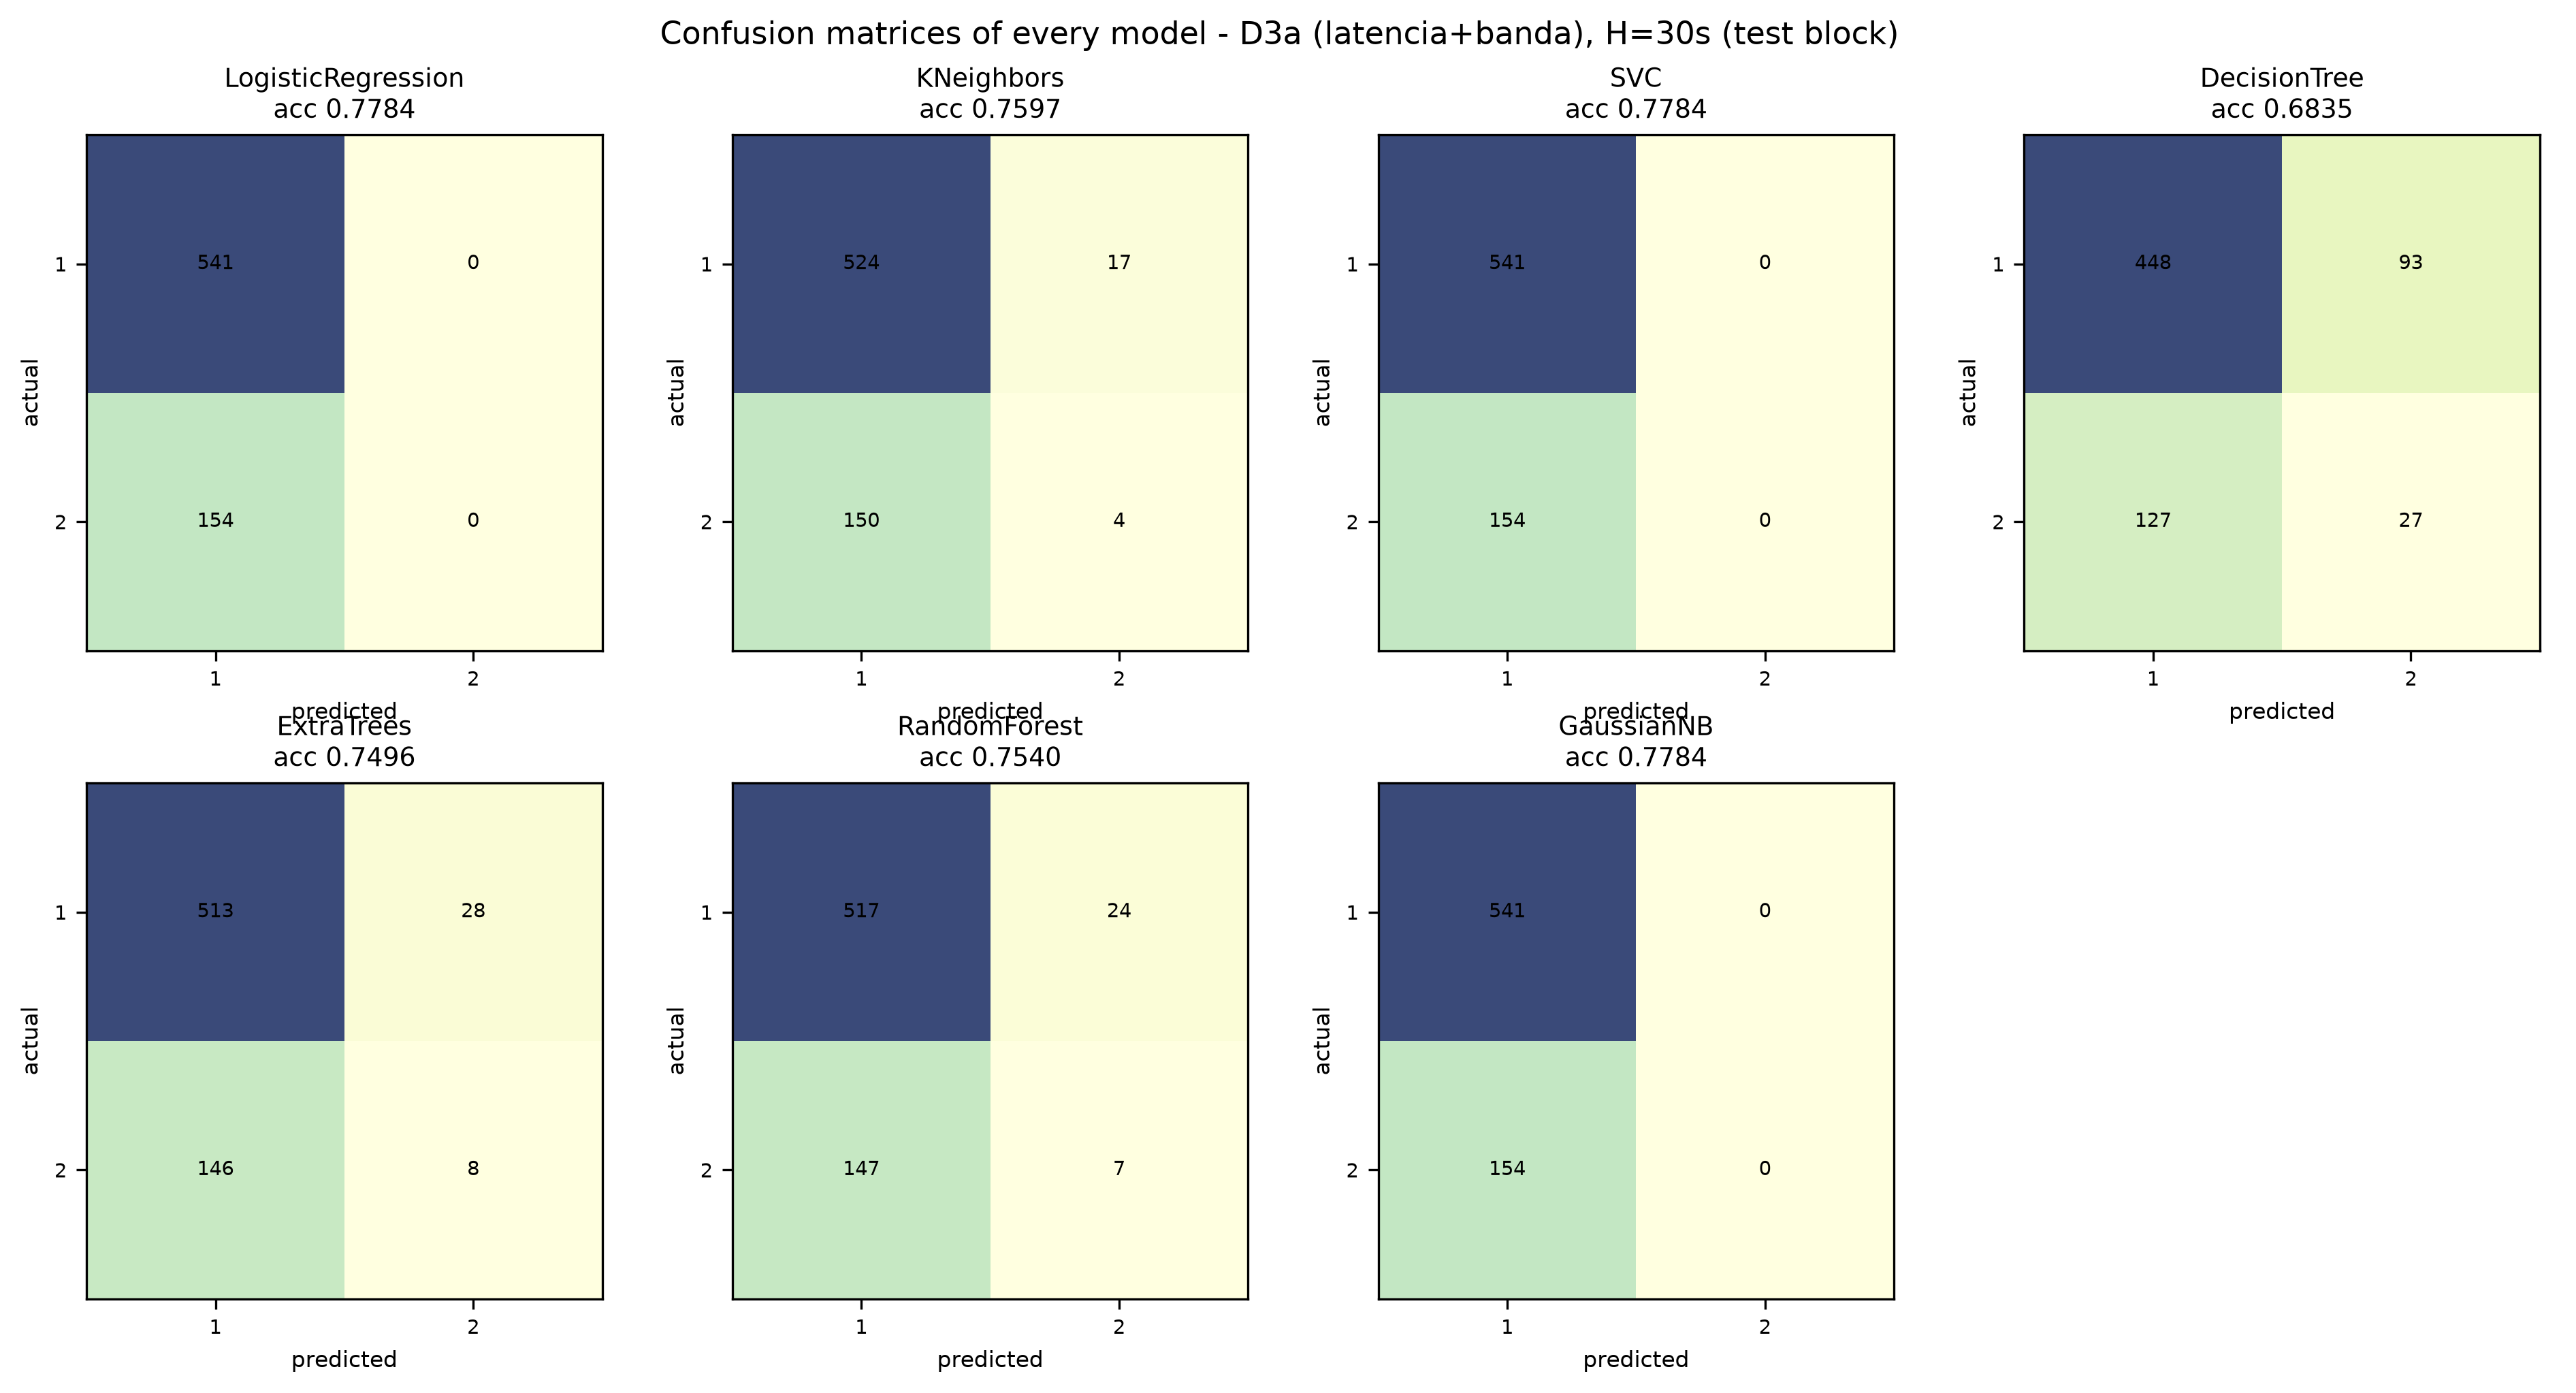 Confusion matrices of every model - D3a (latencia+banda), H=30s (test block)
LogisticRegression
acc 0.7784
actual
1
541
0
2
154
0
1
2
predicted
KNeighbors
acc 0.7597
actual
1
524
17
2
150
4
1
2
predicted
SVC
acc 0.7784
actual
1
541
0
2
154
0
1
2
predicted
DecisionTree
acc 0.6835
actual
1
448
93
2
127
27
1
2
predicted
ExtraTrees
acc 0.7496
actual
1
513
28
2
146
8
1
2
predicted
RandomForest
acc 0.7540
actual
1
517
24
2
147
7
1
2
predicted
GaussianNB
acc 0.7784
actual
1
541
0
2
154
0
1
2
predicted